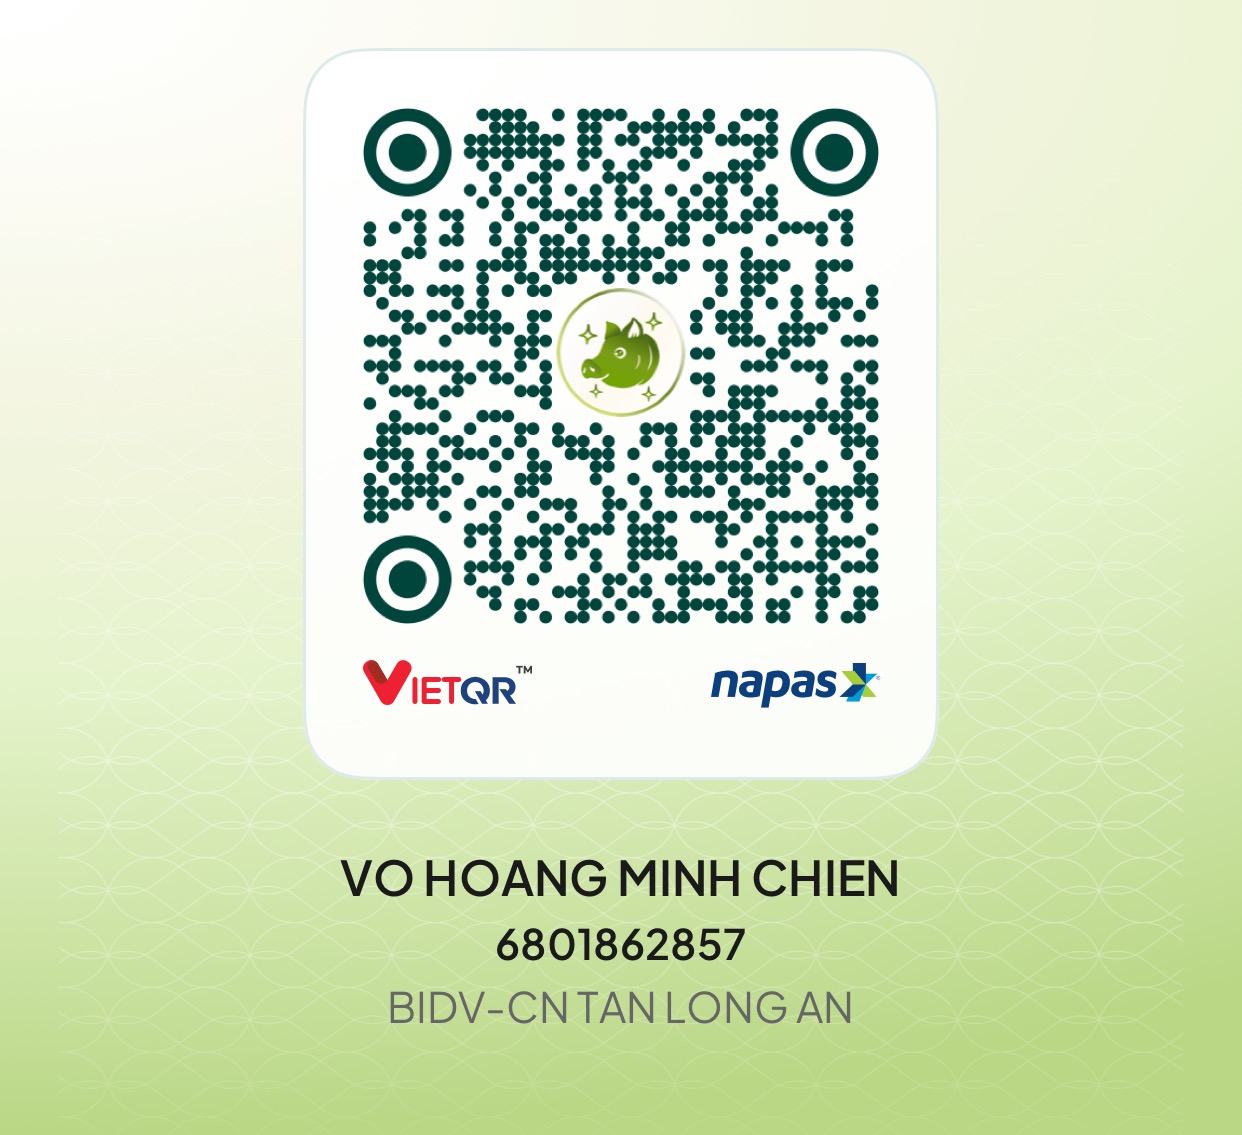 VIETQR™
napas
VO HOANG MINH CHIEN
6801862857
BIDV-CN TAN LONG AN